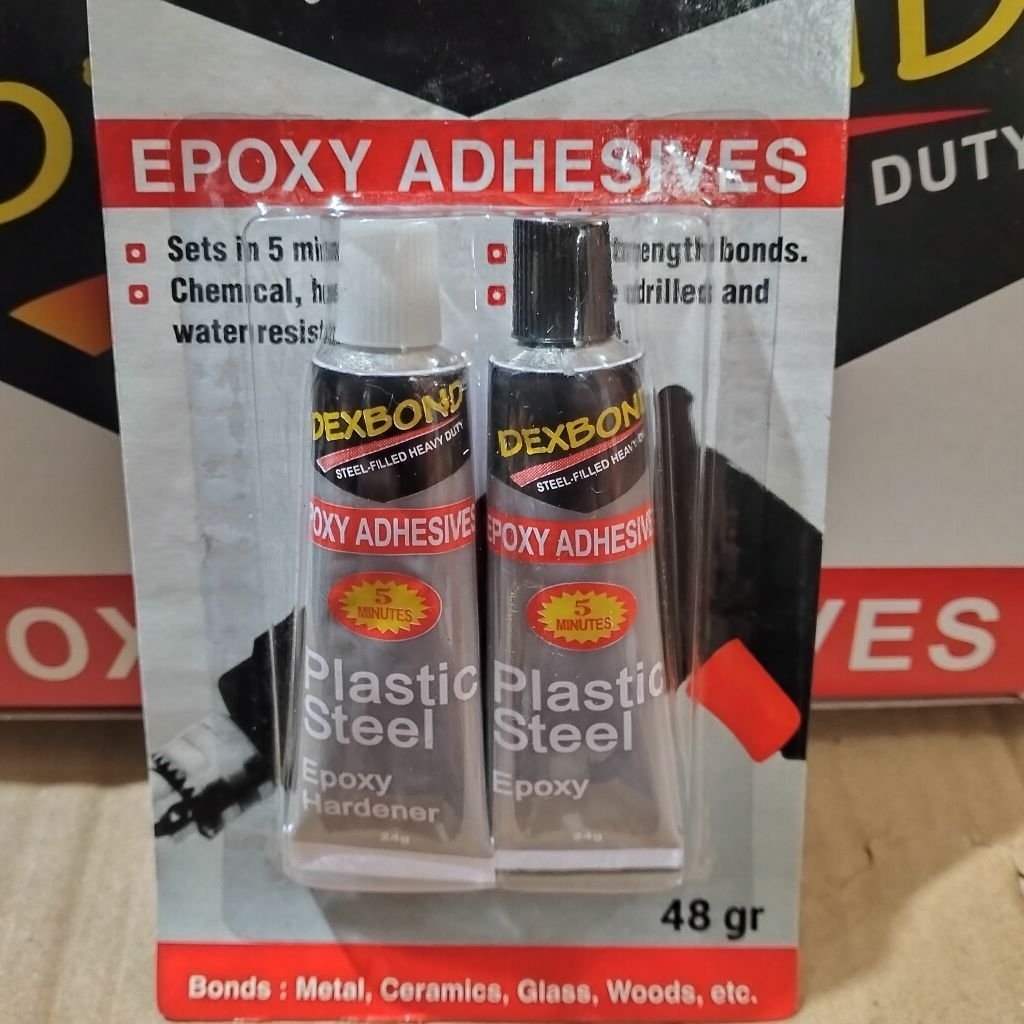 EPOXY ADHESIVES
DUTY
Sets in 5
Chemical,
water
bonds.
drilled and
DEXBOND
STEEL-FILLED HEAVY DUTY
EPOXY ADHESIVES
5
MINUTES
Plastic
Steel
Epoxy
Hardener
24g
DEXBOND
STEEL-FILLED HEAVY
EPOXY ADHESIVES
5
MINUTES
Plastic
Steel
Epoxy
24g
48 gr
Bonds : Metal, Ceramics, Glass, Woods, etc.